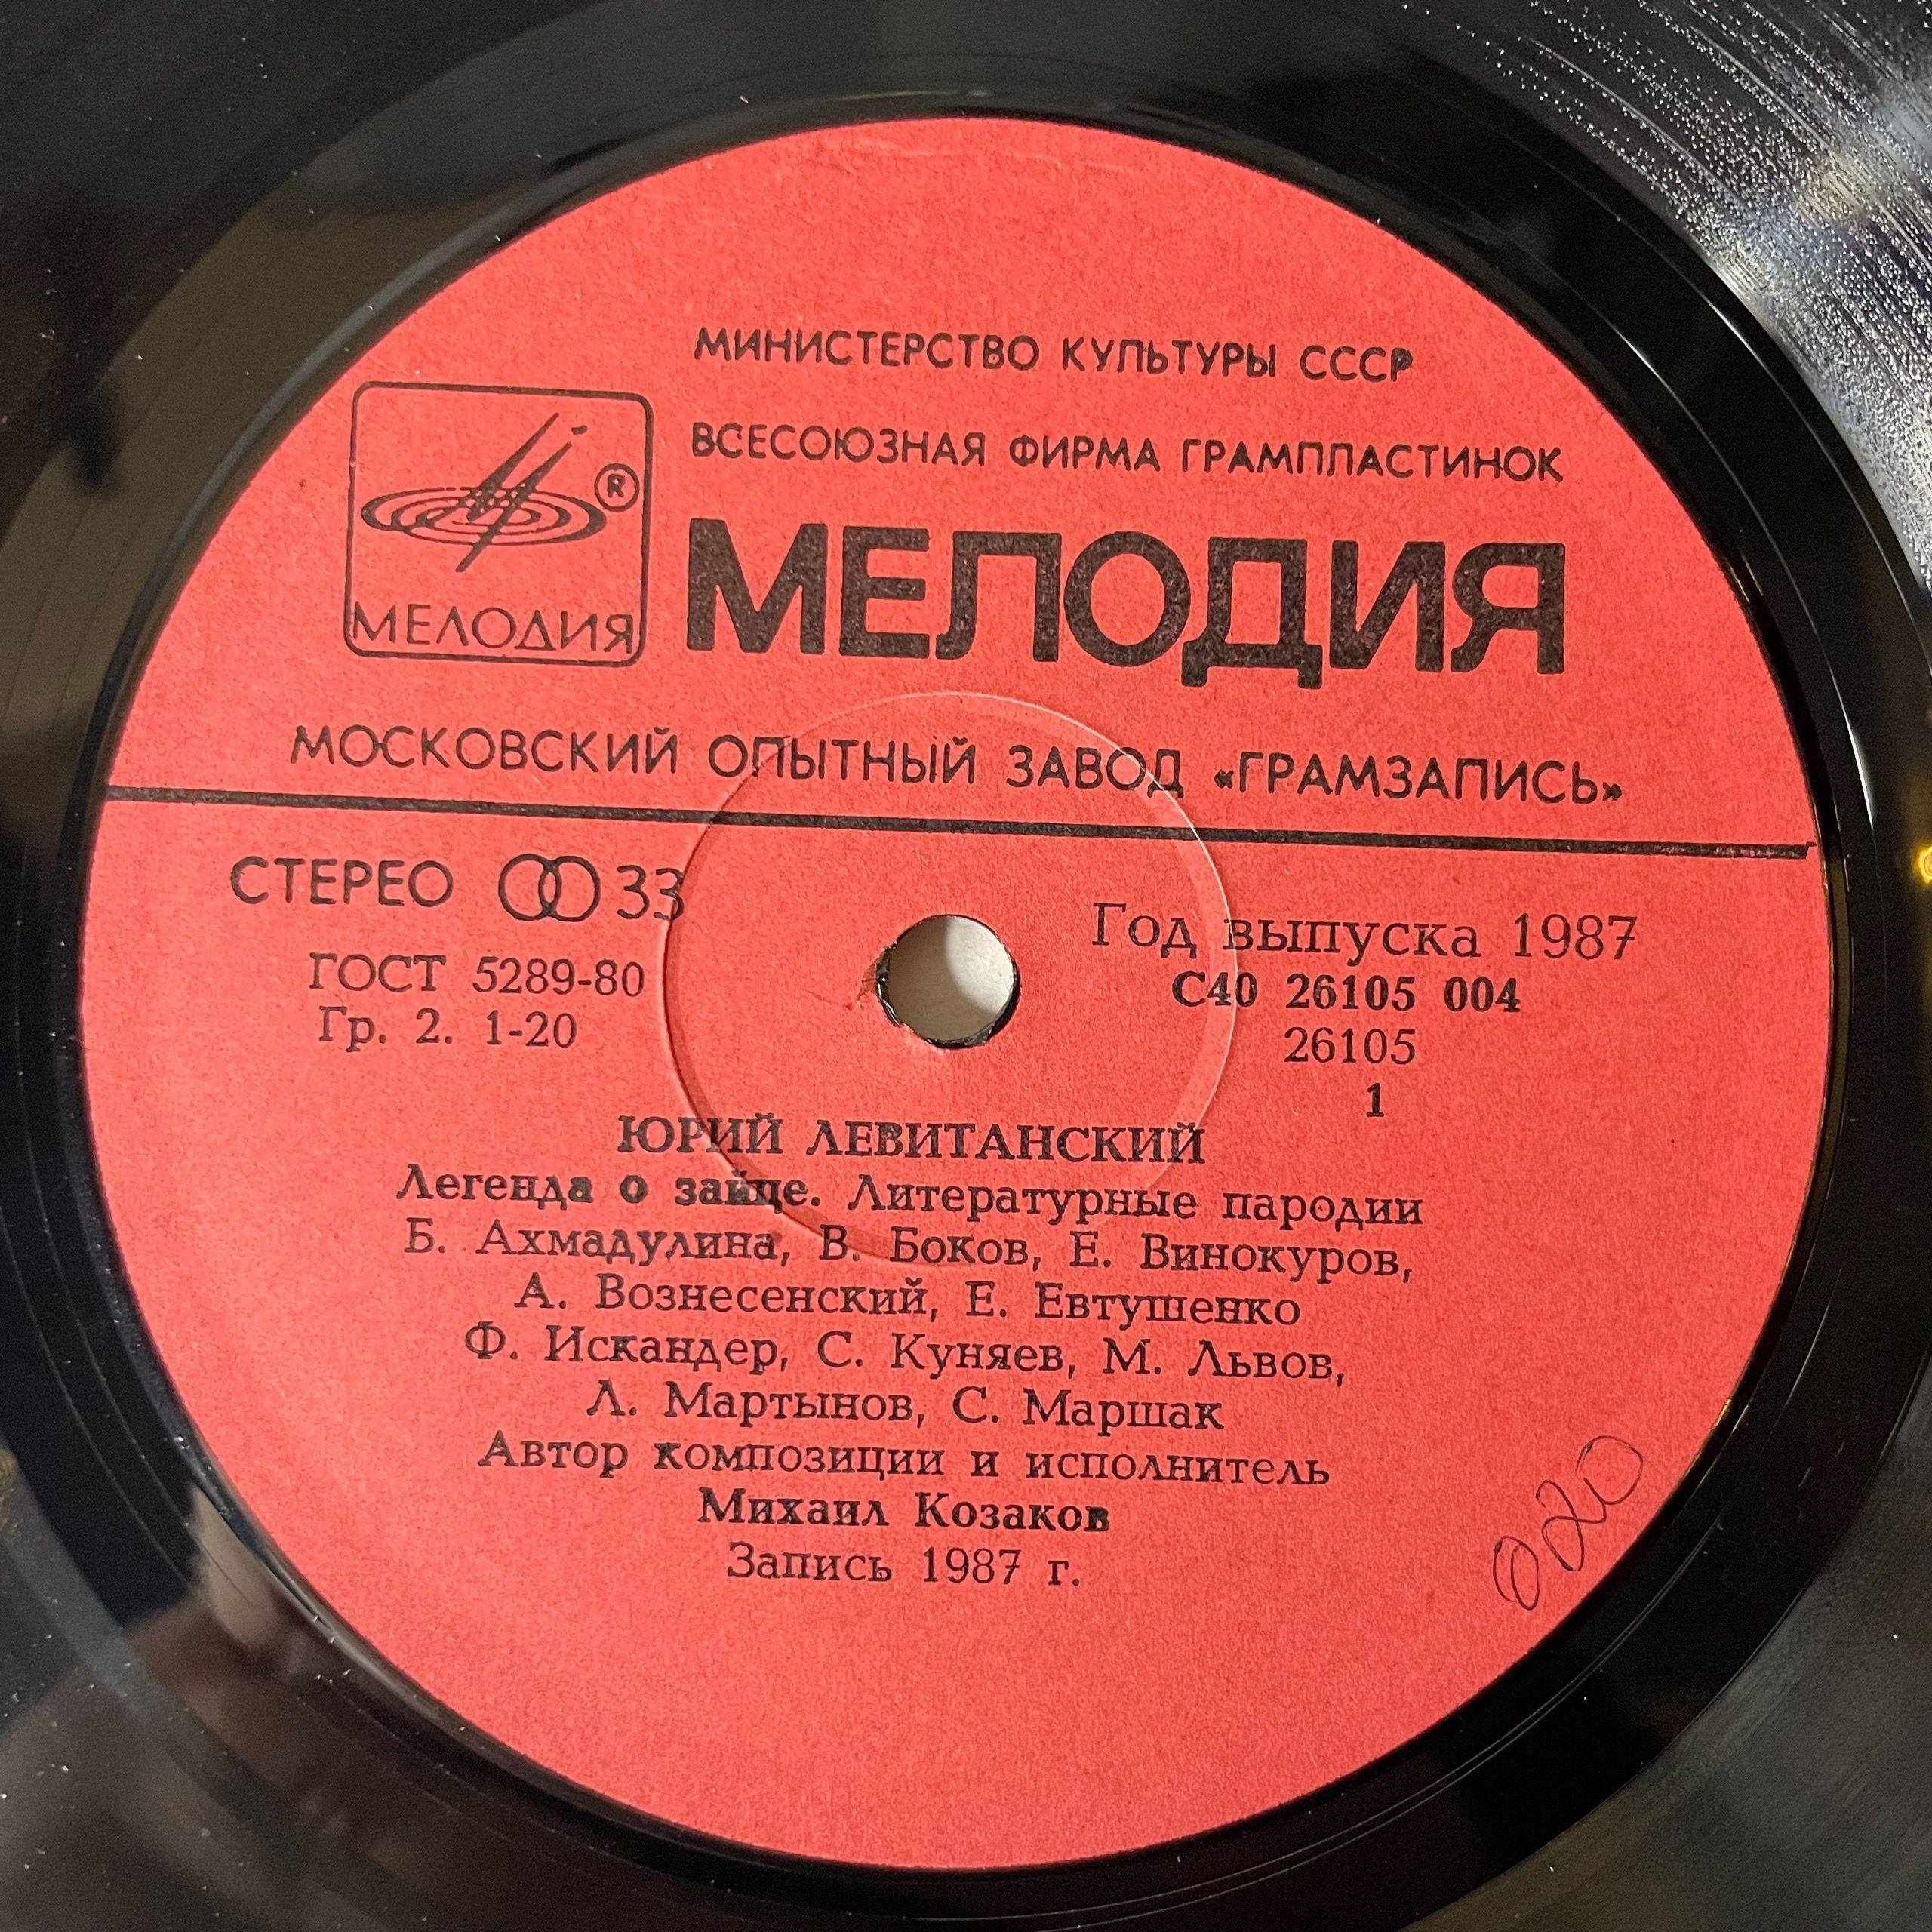 МИНИСТЕРСТВО КУЛЬТУРЫ СССР
ВСЕСОЮЗНАЯ ФИРМА ГРАМПЛАСТИНОК
®
МЕЛОДИЯ
МЕЛОДИЯ
МОСКОВСКИЙ ОПЫТНЫЙ ЗАВОД «ГРАМЗАПИСЬ»
СТЕРЕО 33
Год выпуска 1987
ГОСТ 5289-80
С40 26105 004
Гр. 2. 1-20
26105
1
ЮРИЙ ЛЕВИТАНСКИЙ
Легенда о зайце. Литературные пародии
Б. Ахмадулина, В. Боков, Е. Винокуров,
А. Вознесенский, Е. Евтушенко
Ф. Искандер, С. Куняев, М. Львов,
Л. Мартынов, С. Маршак
Автор композиции и исполнитель
Михаил Козаков
Запись 1987 г.
020